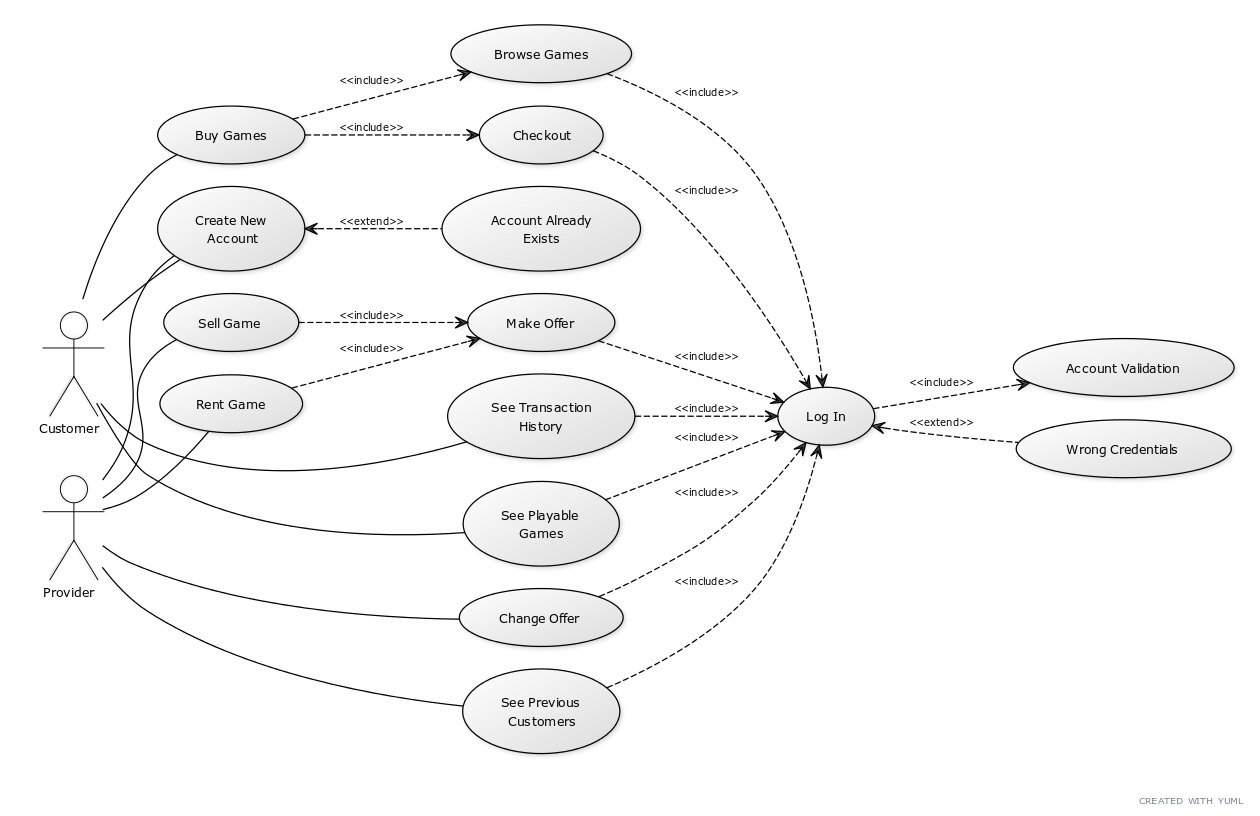 Browse Games
<<include>>
<<include>>
Buy Games
<<include>>
Checkout
<<include>>
Create New
Account
<<extend>>
Account Already
Exists
Sell Game
<<include>>
Make Offer
<<include>>
<<include>>
Account Validation
<<include>>
Rent Game
See Transaction
History
<<include>>
Log In
Customer
<<extend>>
<<include>>
Wrong Credentials
<<include>>
See Playable
Games
Provider
<<include>>
Change Offer
See Previous
Customers
CREATED WITH YUML